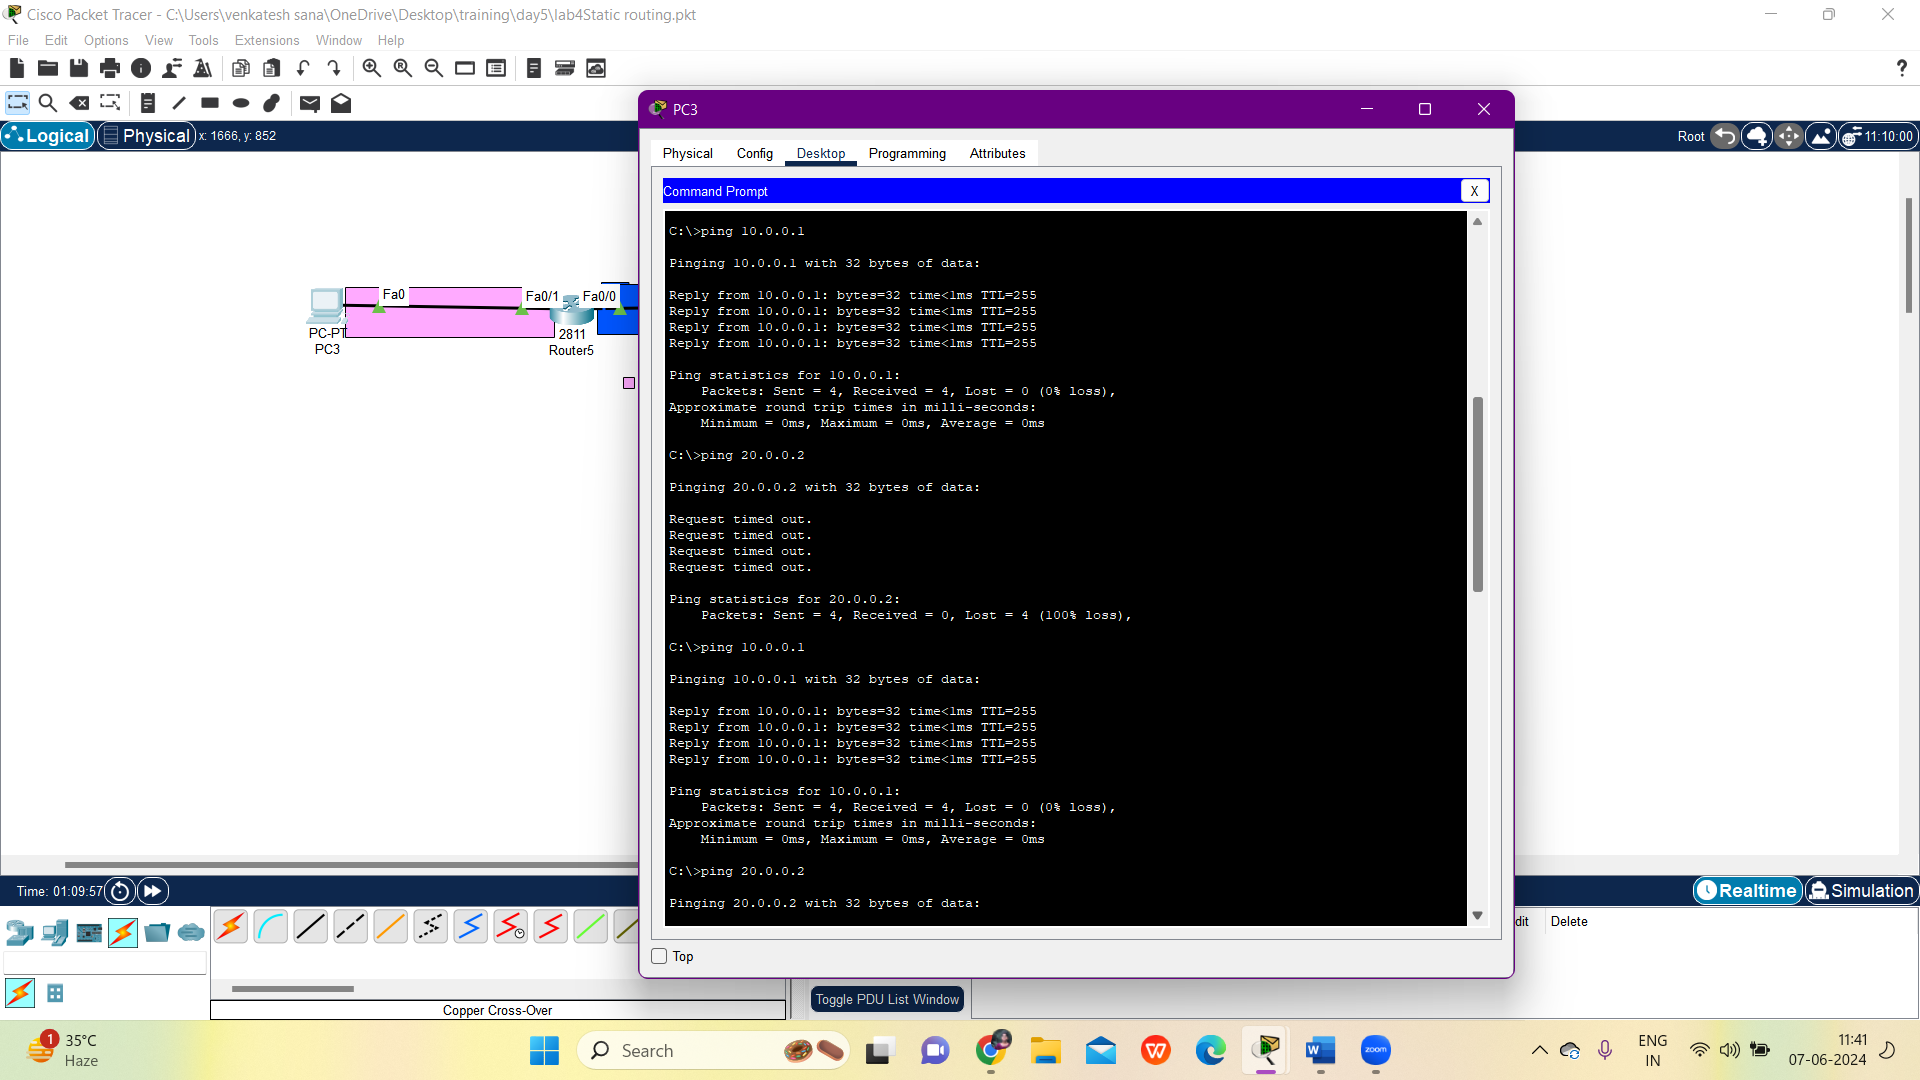 Cisco Packet Tracer - C:\Users\venkatesh sana\OneDrive\Desktop\training\day5\lab4Static routing.pkt
File Edit Options View Tools Extensions Window Help
?
Logical Physical x: 1666, y: 852
Root 11:10:00
PC3
Physical Config Desktop Programming Attributes
Command Prompt X
C:\>ping 10.0.0.1
Pinging 10.0.0.1 with 32 bytes of data:
Reply from 10.0.0.1: bytes=32 time<1ms TTL=255
Reply from 10.0.0.1: bytes=32 time<1ms TTL=255
Reply from 10.0.0.1: bytes=32 time<1ms TTL=255
Reply from 10.0.0.1: bytes=32 time<1ms TTL=255
Ping statistics for 10.0.0.1:
Packets: Sent = 4, Received = 4, Lost = 0 (0% loss),
Approximate round trip times in milli-seconds:
Minimum = 0ms, Maximum = 0ms, Average = 0ms
C:\>ping 20.0.0.2
Pinging 20.0.0.2 with 32 bytes of data:
Request timed out.
Request timed out.
Request timed out.
Request timed out.
Ping statistics for 20.0.0.2:
Packets: Sent = 4, Received = 0, Lost = 4 (100% loss),
C:\>ping 10.0.0.1
Pinging 10.0.0.1 with 32 bytes of data:
Reply from 10.0.0.1: bytes=32 time<1ms TTL=255
Reply from 10.0.0.1: bytes=32 time<1ms TTL=255
Reply from 10.0.0.1: bytes=32 time<1ms TTL=255
Reply from 10.0.0.1: bytes=32 time<1ms TTL=255
Ping statistics for 10.0.0.1:
Packets: Sent = 4, Received = 4, Lost = 0 (0% loss),
Approximate round trip times in milli-seconds:
Minimum = 0ms, Maximum = 0ms, Average = 0ms
C:\>ping 20.0.0.2
Pinging 20.0.0.2 with 32 bytes of data:
Top
Fa0 Fa0/1 Fa0/0
PC-PT
PC3
2811
Router5
Time: 01:09:57
Realtime Simulation
dit Delete
Copper Cross-Over
Toggle PDU List Window
1
35°C
Haze
Search
W
W
zoom
ENG
IN
11:41
07-06-2024